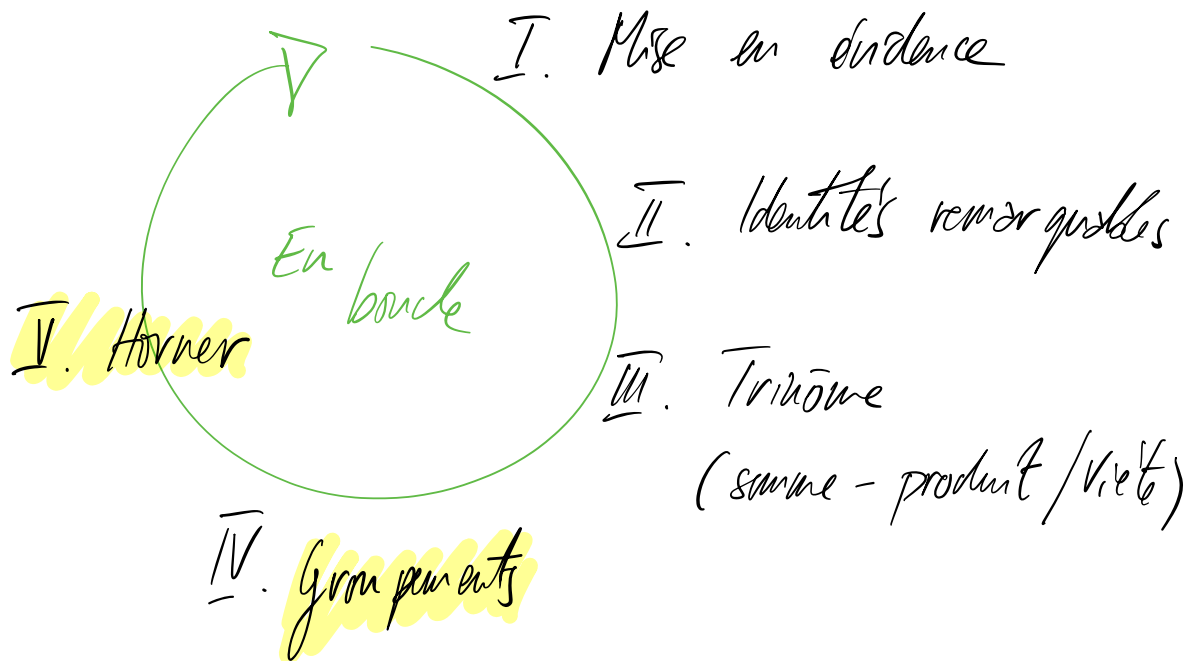 I. Mise en évidence
II. Identités remarquables
En
boucle
V. Horner
III. Trinôme
(somme - produit / Viète)
IV. Groupements